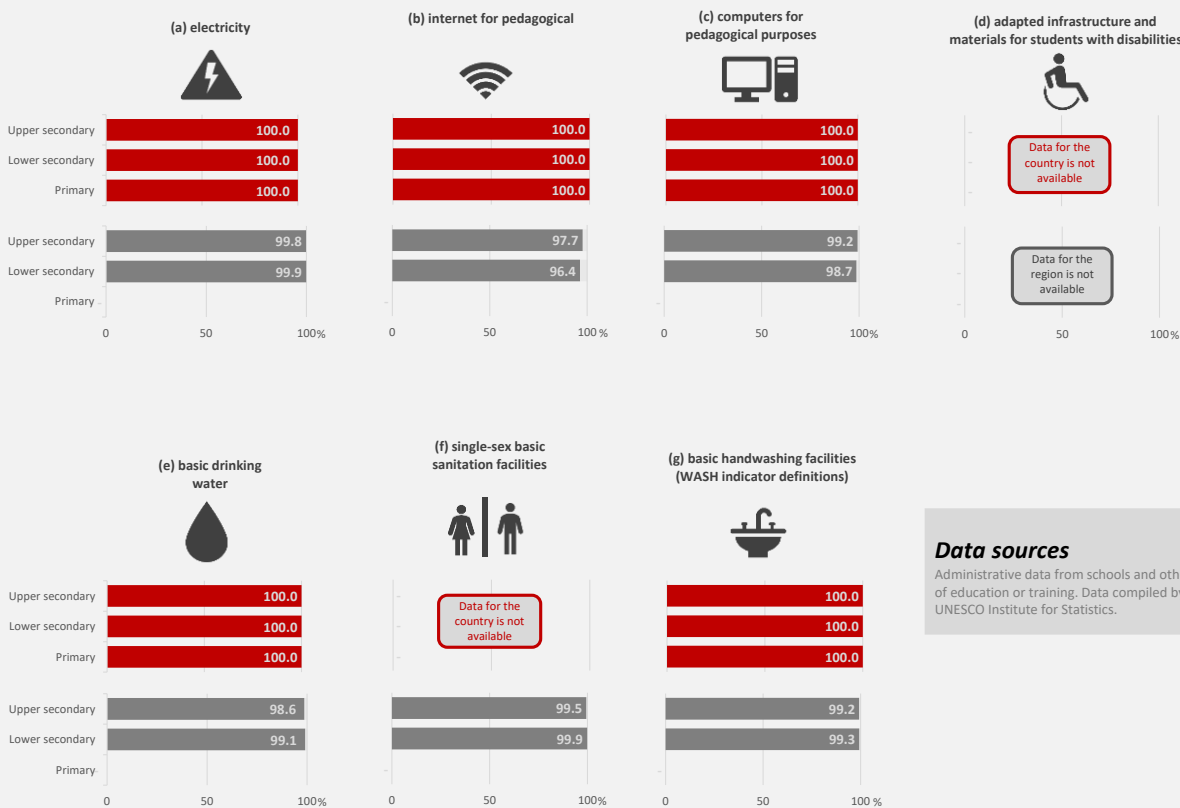 (a) electricity
(b) internet for pedagogical
(c) computers for
pedagogical purposes
(d) adapted infrastructure and
materials for students with disabilities
Upper secondary
100.0
100.0
100.0
Lower secondary
100.0
100.0
100.0
Primary
100.0
100.0
100.0
Data for the
country is not
available
Upper secondary
99.8
97.7
99.2
Lower secondary
99.9
96.4
98.7
Primary
Data for the
region is not
available
0 50 100%
0 50 100%
0 50 100%
0 50 100%
(e) basic drinking
water
(f) single-sex basic
sanitation facilities
(g) basic handwashing facilities
(WASH indicator definitions)
Upper secondary
100.0
100.0
Lower secondary
100.0
100.0
Primary
100.0
100.0
Data for the
country is not
available
Upper secondary
98.6
99.5
99.2
Lower secondary
99.1
99.9
99.3
Primary
0 50 100%
0 50 100%
0 50 100%
Data sources
Administrative data from schools and oth
of education or training. Data compiled by
UNESCO Institute for Statistics.